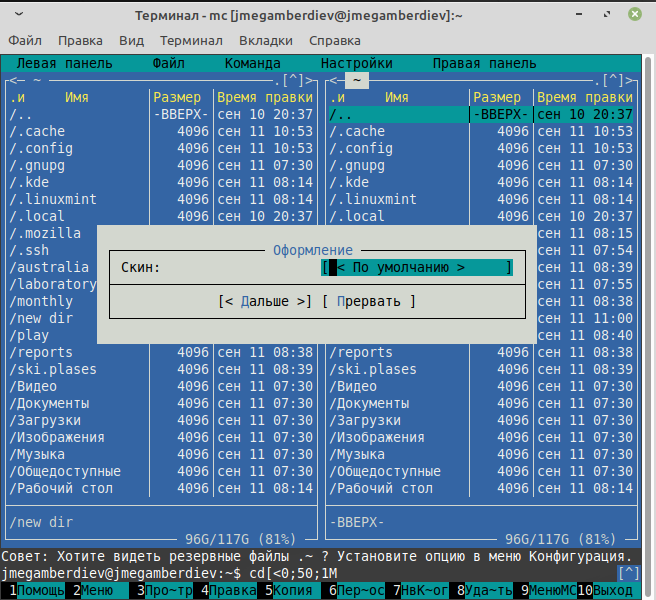 Терминал - mc [jmegamberdiev@jmegamberdiev]:~
Файл Правка Вид Терминал Вкладки Справка
Левая панель Файл Команда Настройки Правая панель
<— ~ .[^]> <— ~ .[^]>
.и Имя Размер Время правки .и Имя Размер Время правки
/.. -ВВЕРХ- сен 10 20:37 /.. -ВВЕРХ- сен 10 20:37
/.cache 4096 сен 11 10:53 /.cache 4096 сен 11 10:53
/.config 4096 сен 11 10:53 /.config 4096 сен 11 10:53
/.gnupg 4096 сен 11 07:30 /.gnupg 4096 сен 11 07:30
/.kde 4096 сен 11 08:14 /.kde 4096 сен 11 08:14
/.linuxmint 4096 сен 11 08:14 /.linuxmint 4096 сен 11 08:14
/.local 4096 сен 10 20:37 /.local 4096 сен 10 20:37
/.mozilla сен 11 08:15
/.ssh Оформление сен 11 07:54
/australia Скин: [< По умолчанию > ] сен 11 08:39
/laboratory сен 11 07:55
/monthly [< Дальше >] [ Прервать ] сен 11 08:38
/new dir сен 11 11:00
/play сен 11 08:40
/reports 4096 сен 11 08:38 /reports 4096 сен 11 08:38
/ski.plases 4096 сен 11 08:39 /ski.plases 4096 сен 11 08:39
/Видео 4096 сен 11 07:30 /Видео 4096 сен 11 07:30
/Документы 4096 сен 11 07:30 /Документы 4096 сен 11 07:30
/Загрузки 4096 сен 11 07:30 /Загрузки 4096 сен 11 07:30
/Изображения 4096 сен 11 07:30 /Изображения 4096 сен 11 07:30
/Музыка 4096 сен 11 07:30 /Музыка 4096 сен 11 07:30
/Общедоступные 4096 сен 11 07:30 /Общедоступные 4096 сен 11 07:30
/Рабочий стол 4096 сен 11 08:14 /Рабочий стол 4096 сен 11 08:14
/new dir -ВВЕРХ-
96G/117G (81%) 96G/117G (81%)
Совет: Хотите видеть резервные файлы .~ ? Установите опцию в меню Конфигурация.
jmegamberdiev@jmegamberdiev:~$ cd[<0;50;1M [^]
1Помощь 2Меню 3Про~тр 4Правка 5Копия 6Пер~ос 7НвК~ог 8Уда~ть 9МенюMC 10Выход